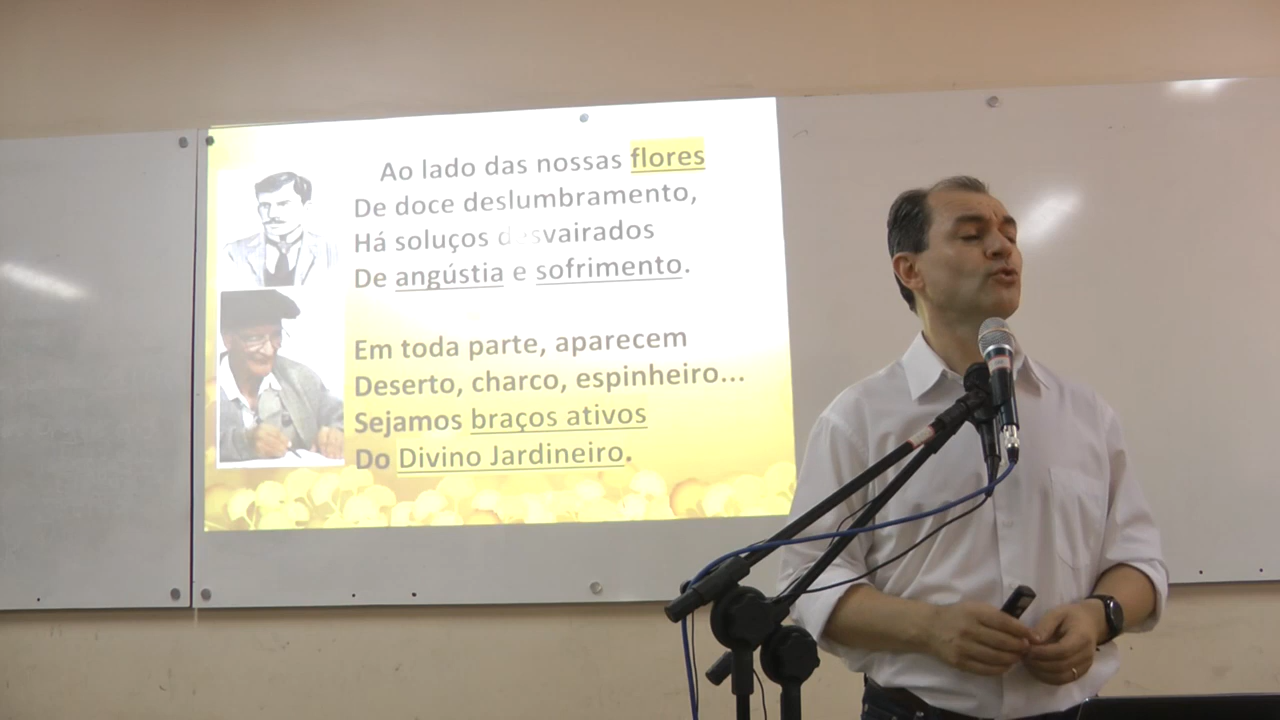 Ao lado das nossas flores
De doce deslumbramento,
Há soluços desvairados
De angústia e sofrimento.
Em toda parte, aparecem
Deserto, charco, espinheiro...
Sejamos braços ativos
Do Divino Jardineiro.